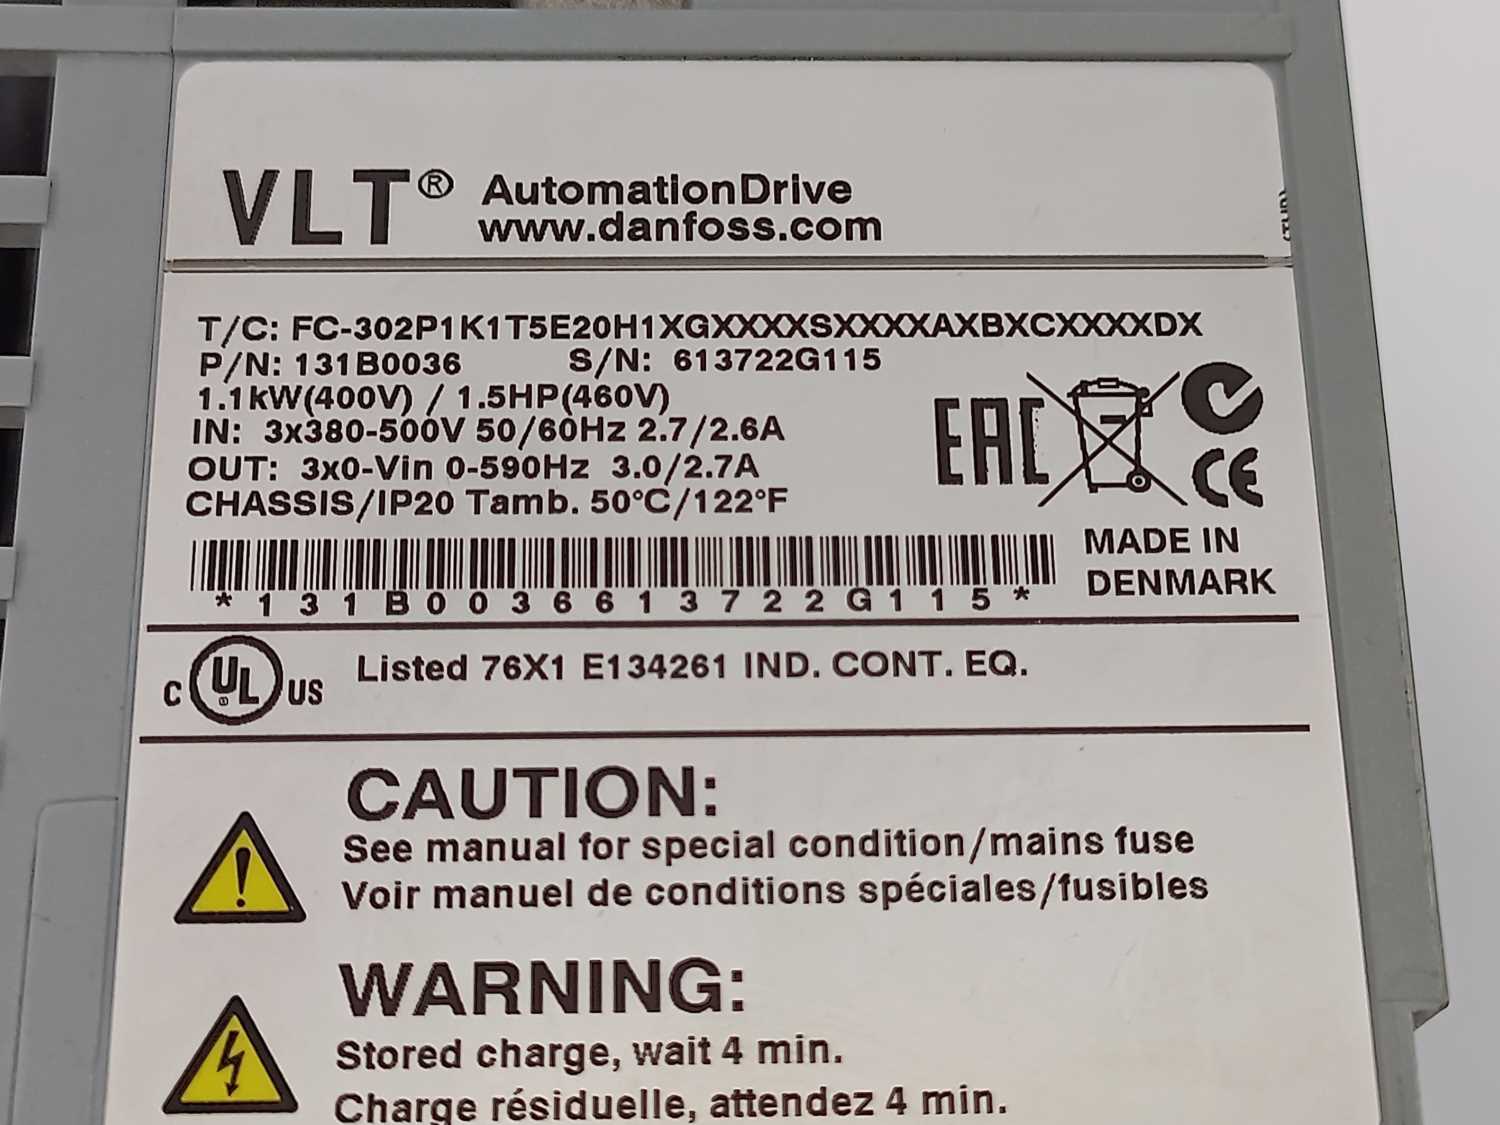 VLT® AutomationDrive
www.danfoss.com
T/C: FC-302P1K1T5E20H1XGXXXXSXXXXAXBXCXXXXDX
P/N: 131B0036 S/N: 613722G115
1.1kW(400V) / 1.5HP(460V)
IN: 3x380-500V 50/60Hz 2.7/2.6A
OUT: 3x0-Vin 0-590Hz 3.0/2.7A
CHASSIS/IP20 Tamb. 50°C/122°F
EAC CE
*131B0036613722G115*
MADE IN
DENMARK
C UL US Listed 76X1 E134261 IND. CONT. EQ.
CAUTION:
See manual for special condition/mains fuse
Voir manuel de conditions spéciales/fusibles
WARNING:
Stored charge, wait 4 min.
Charge résiduelle, attendez 4 min.